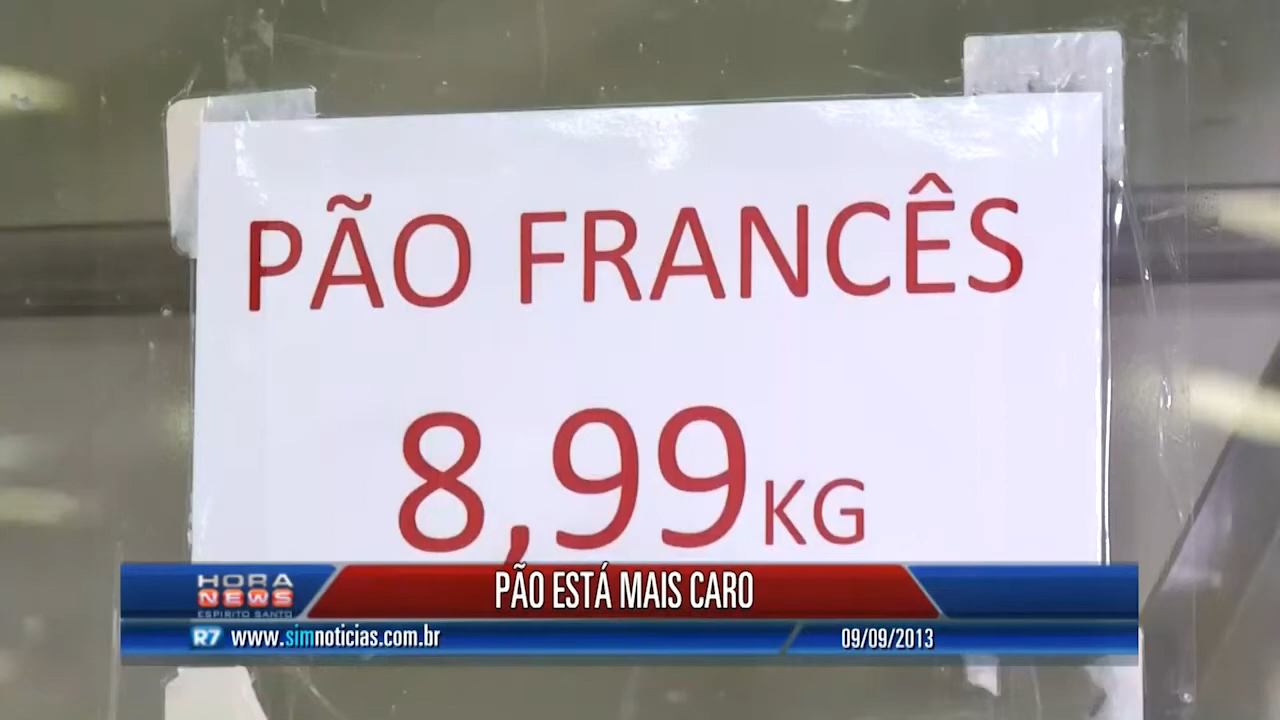 PÃO FRANCÊS
8,99 KG
PÃO ESTÁ MAIS CARO
HORA
NEWS
ESPIRITO SANTO
R7 www.simnoticias.com.br
09/09/2013